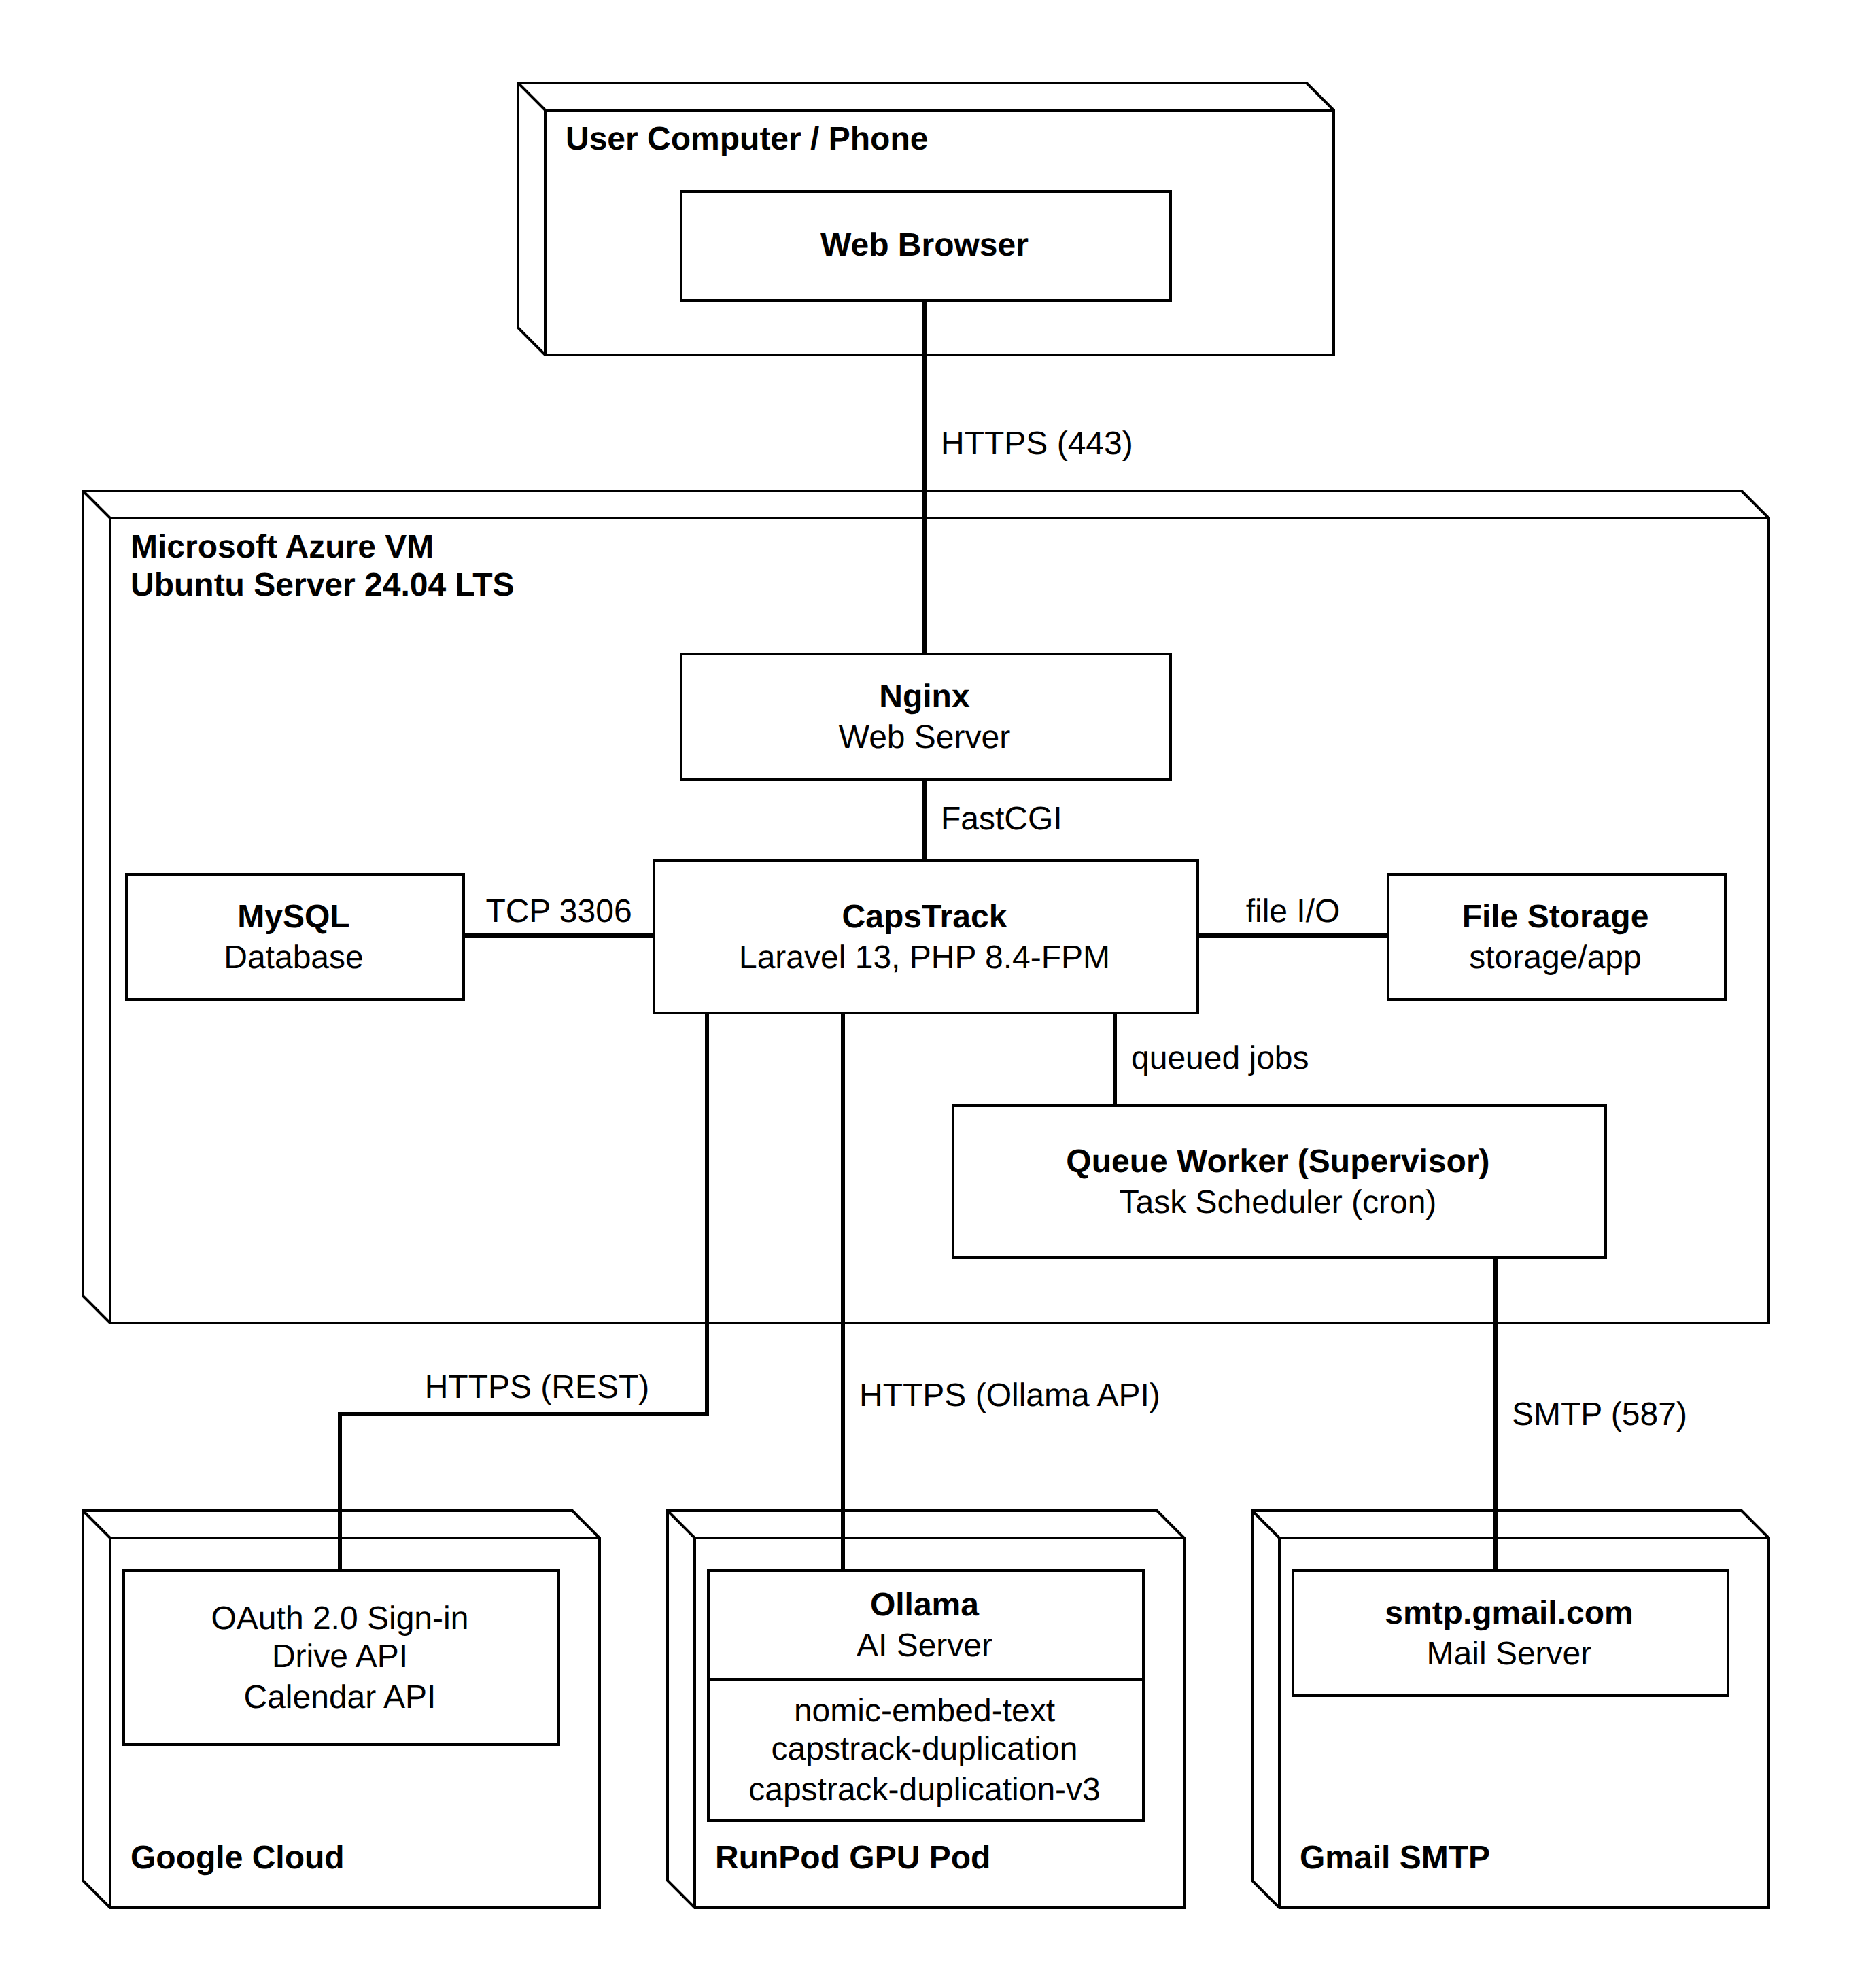 User Computer / Phone
Web Browser
HTTPS (443)
Microsoft Azure VM
Ubuntu Server 24.04 LTS
Nginx
Web Server
FastCGI
MySQL
Database
TCP 3306
CapsTrack
Laravel 13, PHP 8.4-FPM
file I/O
File Storage
storage/app
queued jobs
Queue Worker (Supervisor)
Task Scheduler (cron)
HTTPS (REST)
HTTPS (Ollama API)
SMTP (587)
OAuth 2.0 Sign-in
Drive API
Calendar API
Google Cloud
Ollama
AI Server
nomic-embed-text
capstrack-duplication
capstrack-duplication-v3
RunPod GPU Pod
smtp.gmail.com
Mail Server
Gmail SMTP